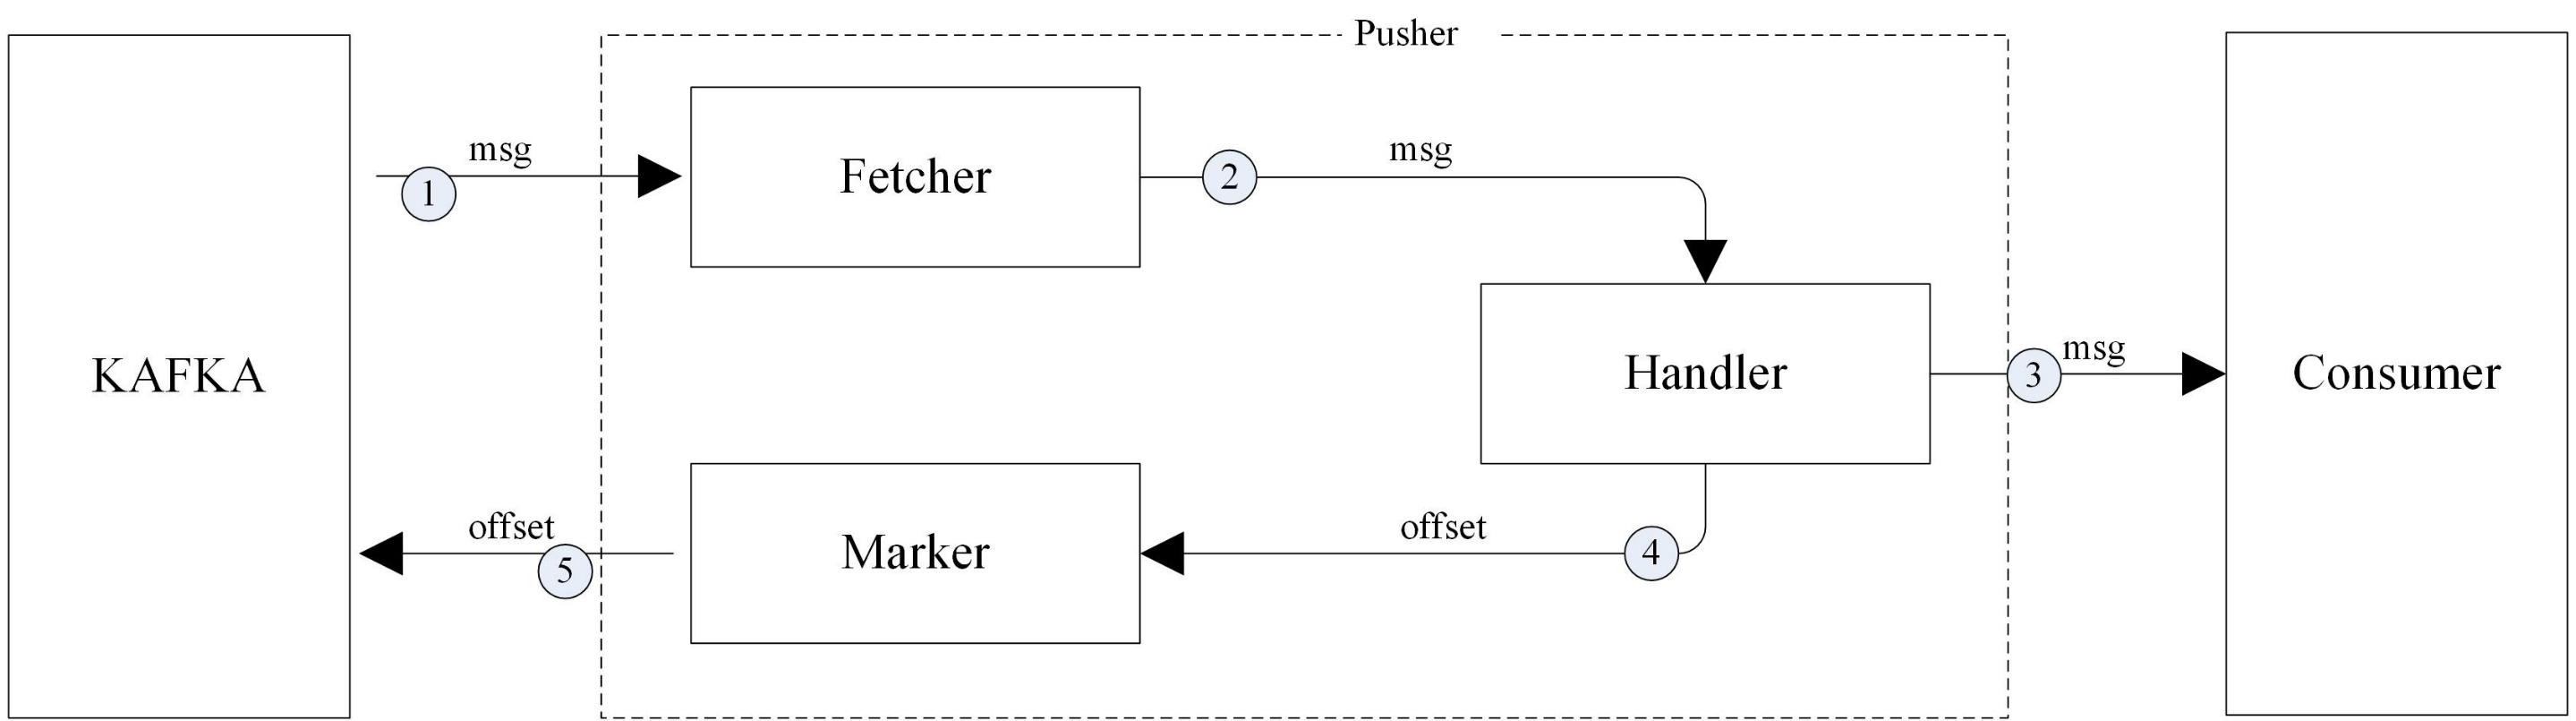 Pusher
msg
1
Fetcher
2
msg
KAFKA
Handler
3
msg
Consumer
offset
5
Marker
offset
4